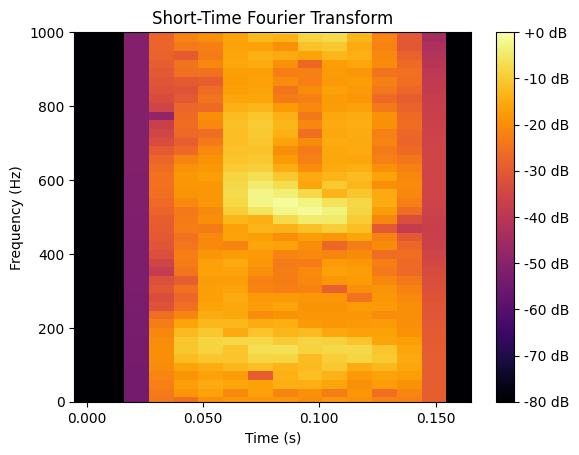 Short-Time Fourier Transform
1000
800
600
400
200
0
Frequency (Hz)
0.000
0.050
0.100
0.150
Time (s)
+0 dB
-10 dB
-20 dB
-30 dB
-40 dB
-50 dB
-60 dB
-70 dB
-80 dB